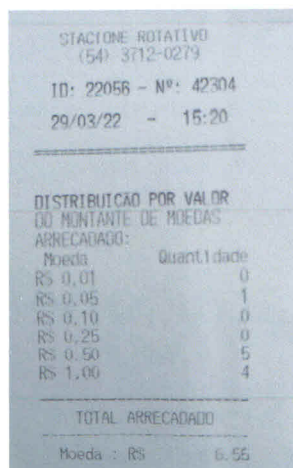 STACIONE ROTATIVO
(54) 3712-0279
ID: 22056 - Nº: 42304
29/03/22 - 15:20
DISTRIBUICÃO POR VALOR
DO MONTANTE DE MOEDAS
ARRECADADO:
Moeda Quantidade
R$ 0,01 0
R$ 0,05 1
R$ 0,10 0
R$ 0,25 0
R$ 0,50 5
R$ 1,00 4
TOTAL ARRECADADO
Moeda : R$ 6.55